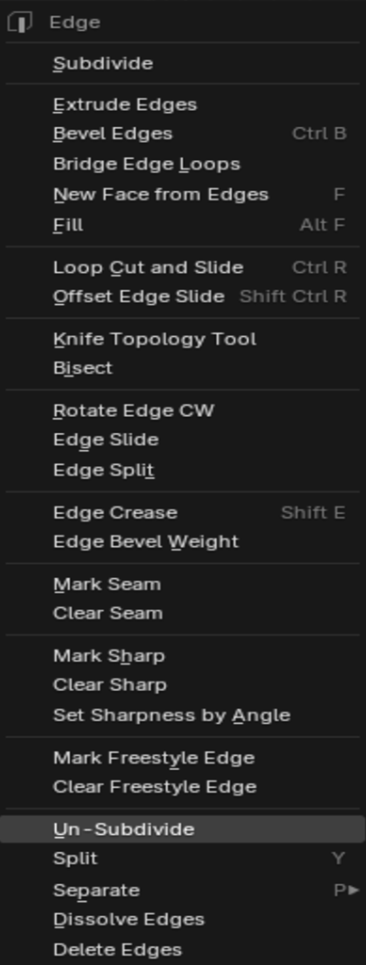 Edge
Subdivide
Extrude Edges
Bevel Edges Ctrl B
Bridge Edge Loops
New Face from Edges F
Fill Alt F
Loop Cut and Slide Ctrl R
Offset Edge Slide Shift Ctrl R
Knife Topology Tool
Bisect
Rotate Edge CW
Edge Slide
Edge Split
Edge Crease Shift E
Edge Bevel Weight
Mark Seam
Clear Seam
Mark Sharp
Clear Sharp
Set Sharpness by Angle
Mark Freestyle Edge
Clear Freestyle Edge
Un-Subdivide
Split Y
Separate P▶
Dissolve Edges
Delete Edges